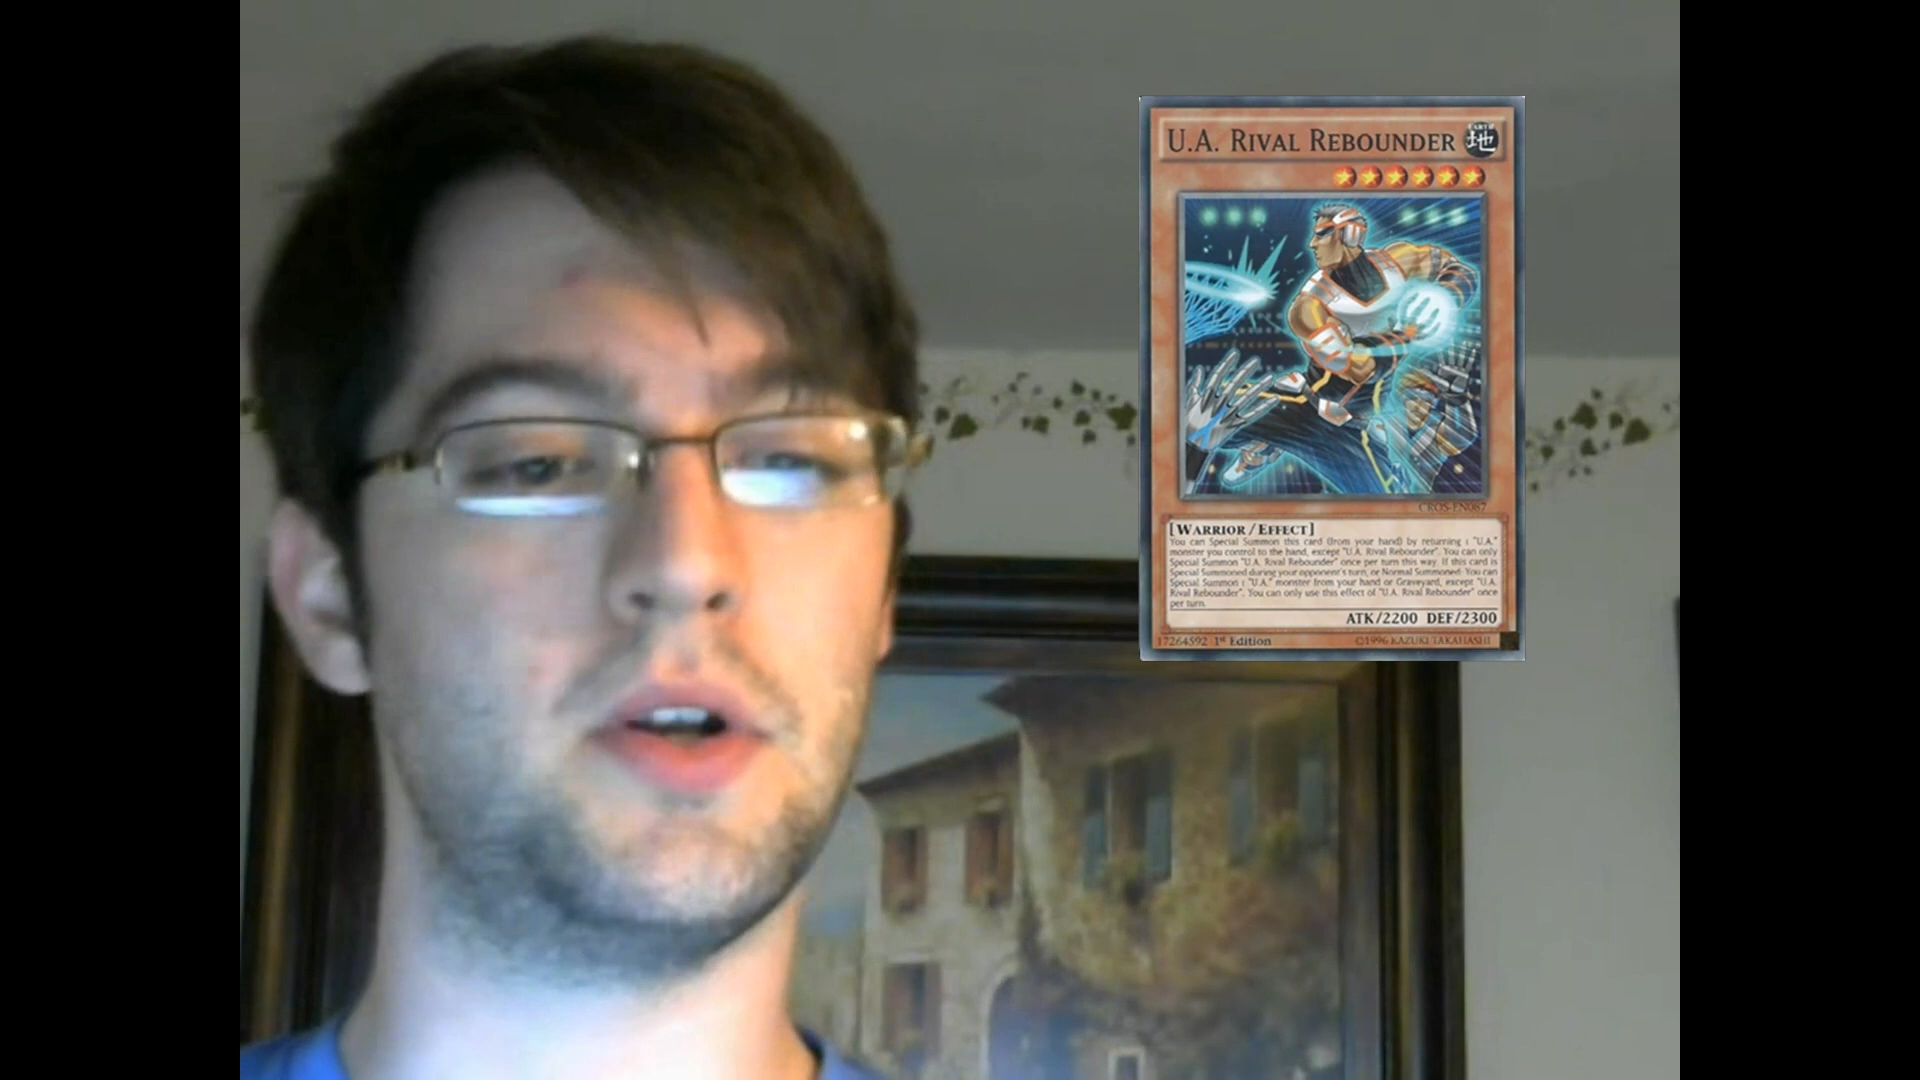 U.A. RIVAL REBOUNDER
EARTH
地
CROS-EN087
[WARRIOR/EFFECT]
You can Special Summon this card (from your hand) by returning 1 "U.A."
monster you control to the hand, except "U.A. Rival Rebounder". You can only
Special Summon "U.A. Rival Rebounder" once per turn this way. If this card is
Special Summoned during your opponent's turn, or Normal Summoned: You can
Special Summon 1 "U.A." monster from your hand or Graveyard, except "U.A.
Rival Rebounder". You can only use this effect of "U.A. Rival Rebounder" once
per turn.
ATK/2200 DEF/2300
17264592 1st Edition ©1996 KAZUKI TAKAHASHI